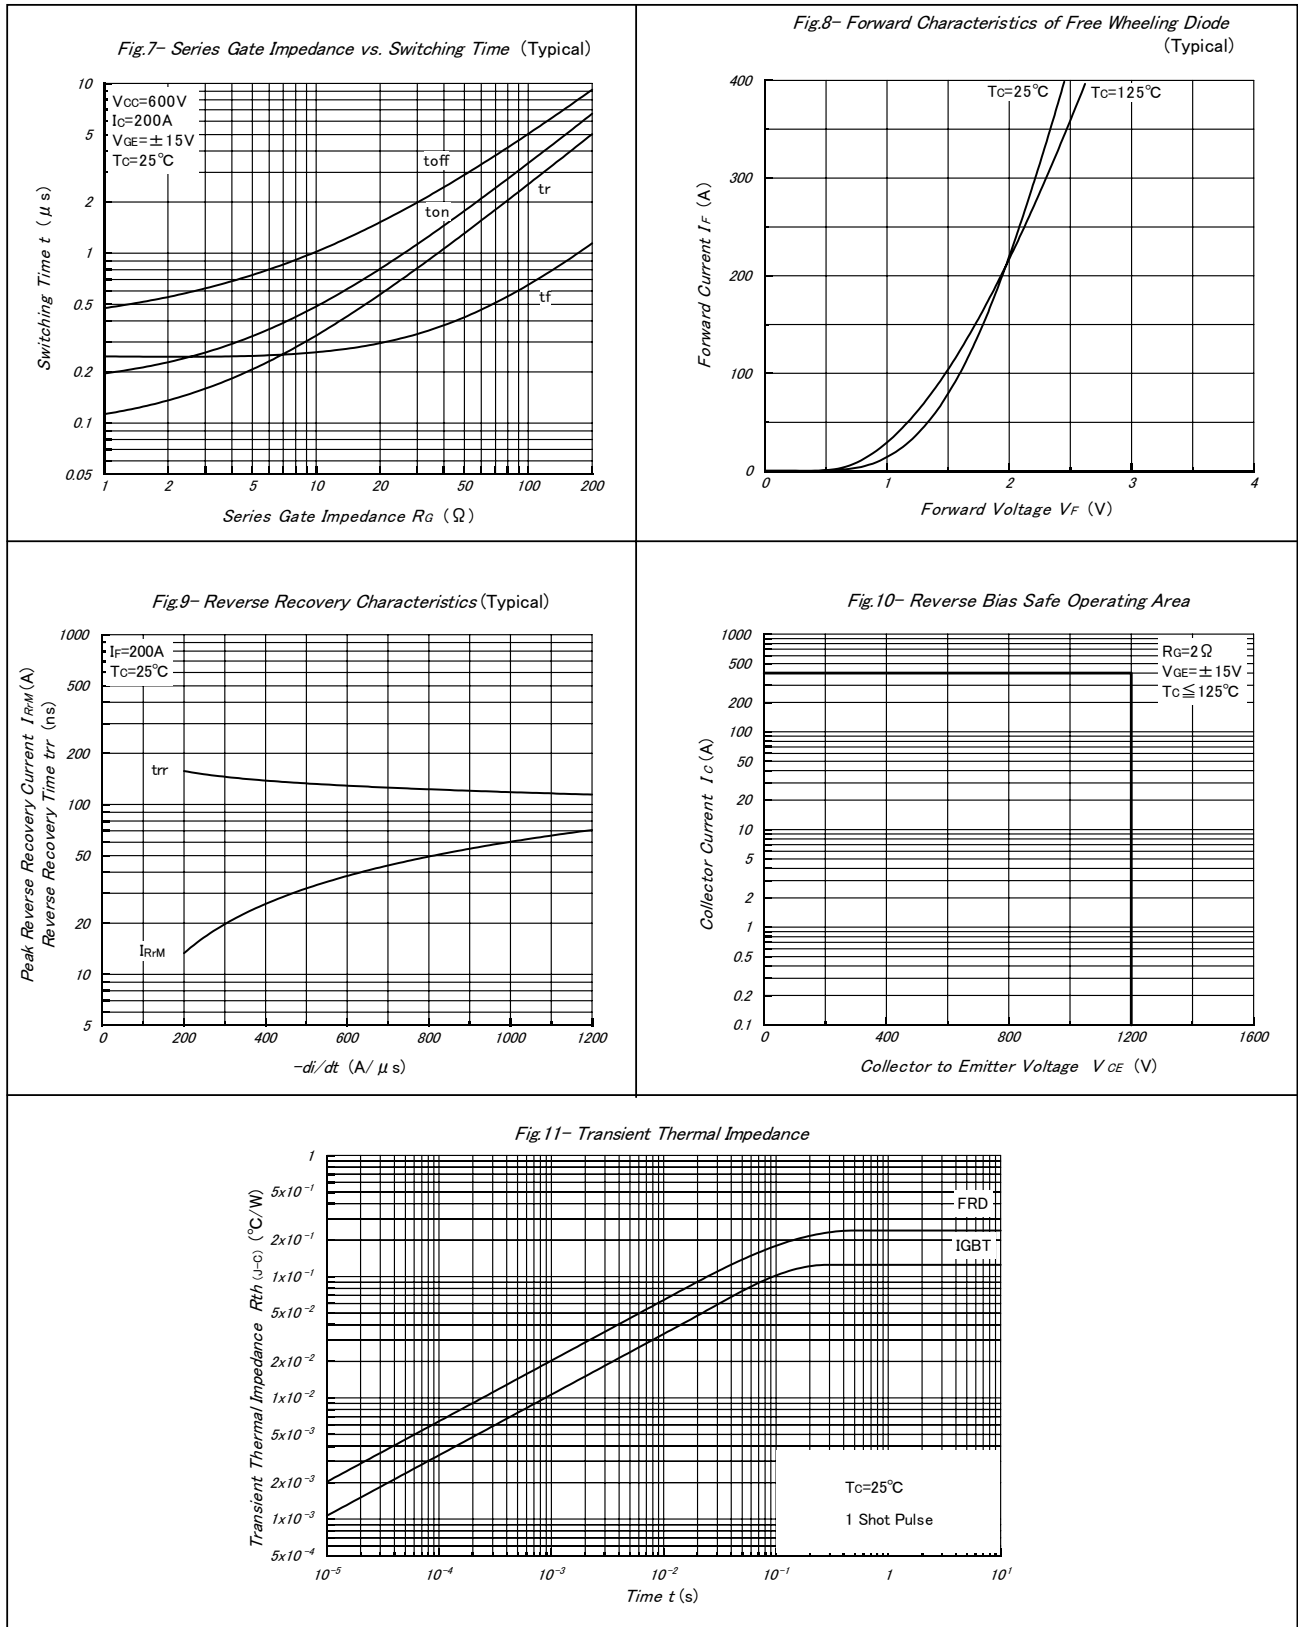 Fig.7- Series Gate Impedance vs. Switching Time (Typical)
10
5
2
1
0.5
0.2
0.1
0.05
Switching Time t (μs)
VCC=600V
IC=200A
VGE=±15V
TC=25℃
toff
ton
tr
tf
1
2
5
10
20
50
100
200
Series Gate Impedance RG (Ω)
Fig.8- Forward Characteristics of Free Wheeling Diode
(Typical)
400
300
200
100
0
Forward Current IF (A)
TC=25℃
TC=125℃
0
1
2
3
4
Forward Voltage VF (V)
Fig.9- Reverse Recovery Characteristics(Typical)
1000
500
200
100
50
20
10
5
Peak Reverse Recovery Current IRrM(A)
Reverse Recovery Time trr (ns)
IF=200A
TC=25℃
trr
IRrM
0
200
400
600
800
1000
1200
-di/dt (A/μs)
Fig.10- Reverse Bias Safe Operating Area
1000
500
200
100
50
20
10
5
2
1
0.5
0.2
0.1
Collector Current IC(A)
RG=2Ω
VGE=±15V
TC≦125℃
0
400
800
1200
1600
Collector to Emitter Voltage VCE (V)
Fig.11- Transient Thermal Impedance
1
5x10⁻¹
2x10⁻¹
1x10⁻¹
5x10⁻²
2x10⁻²
1x10⁻²
5x10⁻³
2x10⁻³
1x10⁻³
5x10⁻⁴
Transient Thermal Impedance Rth(J-C)(℃/W)
FRD
IGBT
TC=25℃
1 Shot Pulse
10⁻⁵
10⁻⁴
10⁻³
10⁻²
10⁻¹
1
10¹
Time t(s)